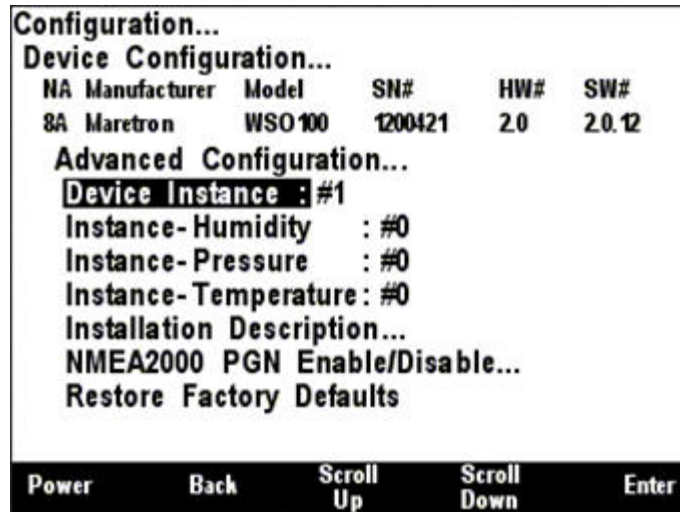 Configuration...
Device Configuration...
NA Manufacturer Model SN# HW# SW#
8A Maretron WSO100 1200421 2.0 2.0.12
Advanced Configuration...
Device Instance : #1
Instance-Humidity : #0
Instance-Pressure : #0
Instance-Temperature: #0
Installation Description...
NMEA2000 PGN Enable/Disable...
Restore Factory Defaults
Power Back Scroll Up Scroll Down Enter